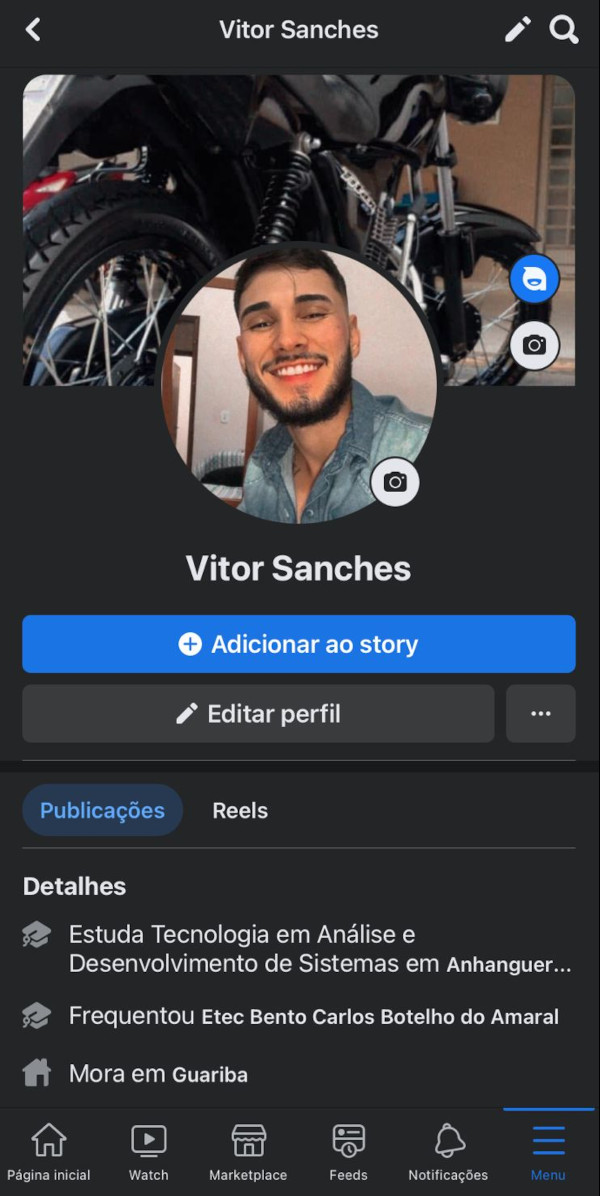 Vitor Sanches
Vitor Sanches
Adicionar ao story
Editar perfil
Publicações
Reels
Detalhes
Estuda Tecnologia em Análise e
Desenvolvimento de Sistemas em Anhanguer...
Frequentou Etec Bento Carlos Botelho do Amaral
Mora em Guariba
Página inicial
Watch
Marketplace
Feeds
Notificações
Menu